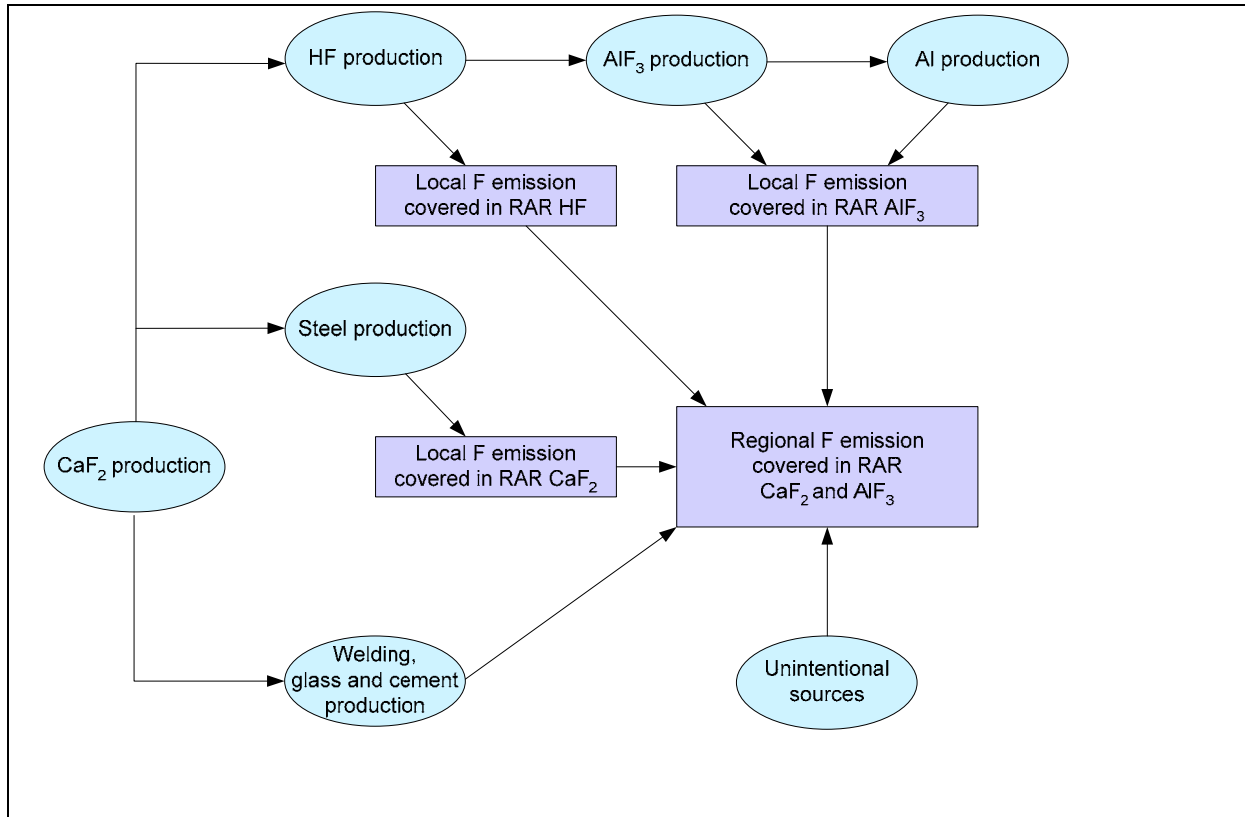 HF production
AlF₃ production
Al production
Local F emission
covered in RAR HF
Local F emission
covered in RAR AlF₃
Steel production
CaF₂ production
Local F emission
covered in RAR CaF₂
Regional F emission
covered in RAR
CaF₂ and AlF₃
Welding,
glass and cement
production
Unintentional
sources